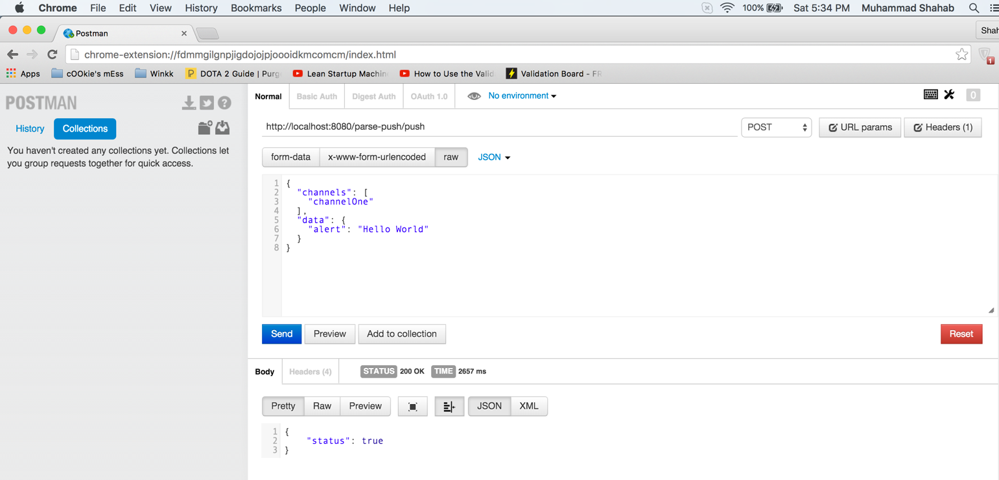 Chrome File Edit View History Bookmarks People Window Help 100% Sat 5:34 PM Muhammad Shahab
Postman
chrome-extension://fdmmgilgnpjigdojojpjoooidkmcomcm/index.html
1
Apps cOOkie's mEss Winkk DOTA 2 Guide | Purg Lean Startup Machin How to Use the Valid Validation Board - FR
POSTMAN
History Collections
You haven't created any collections yet. Collections let
you group requests together for quick access.
Normal Basic Auth Digest Auth OAuth 1.0 No environment 0
http://localhost:8080/parse-push/push POST URL params Headers (1)
form-data x-www-form-urlencoded raw JSON
1 {
2 "channels": [
3 "channelOne"
4 ],
5 "data": {
6 "alert": "Hello World"
7 }
8 }
Send Preview Add to collection Reset
Body Headers (4) STATUS 200 OK TIME 2657 ms
Pretty Raw Preview JSON XML
1 {
2 "status": true
3 }